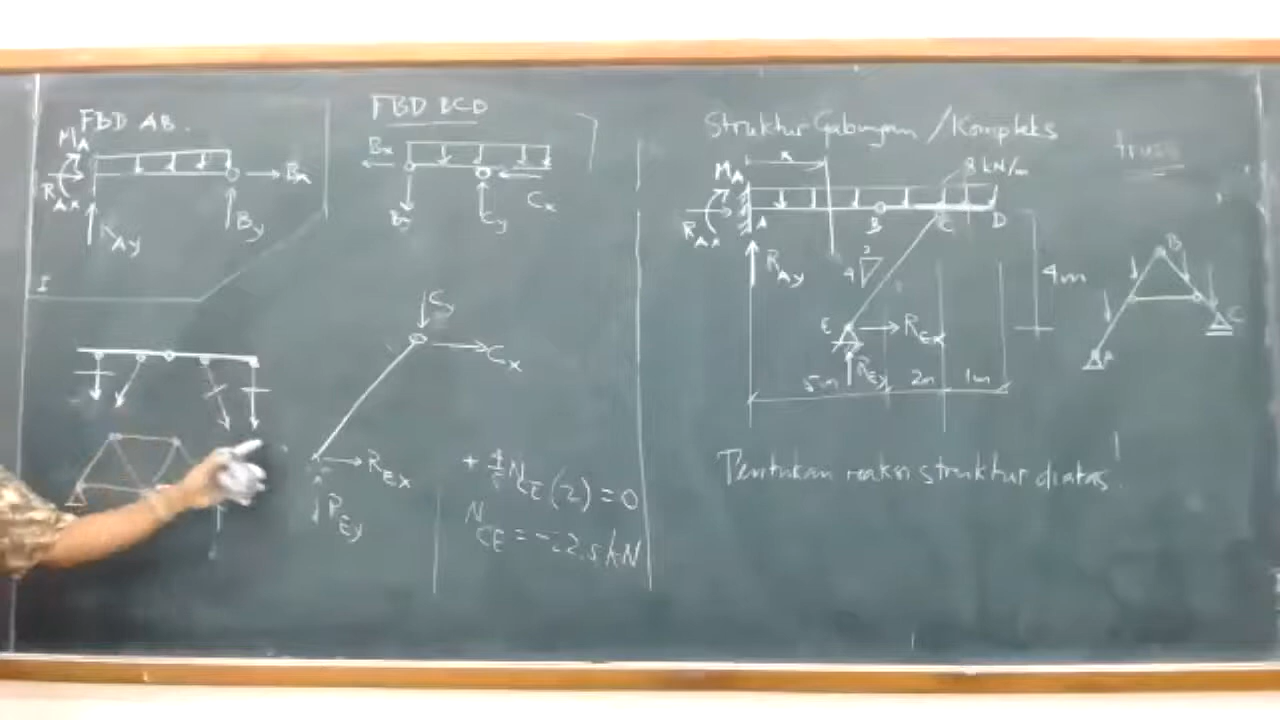 FBD AB.
MA
RAx
RAy
Bx
By
I
FBD BCD
Bx
By
Cy
Cx
Cy
Cx
REx
REy
NCE (2) = 0
NCE = -22.5 kN
Struktur Gabungan / Kompleks
truss
x
8 kN/m
MA
RAx
A
B
C
D
RAy
3
4
4m
E
REx
REy
5m
2m
1m
B
A
C
Tentukan reaksi struktur diatas!